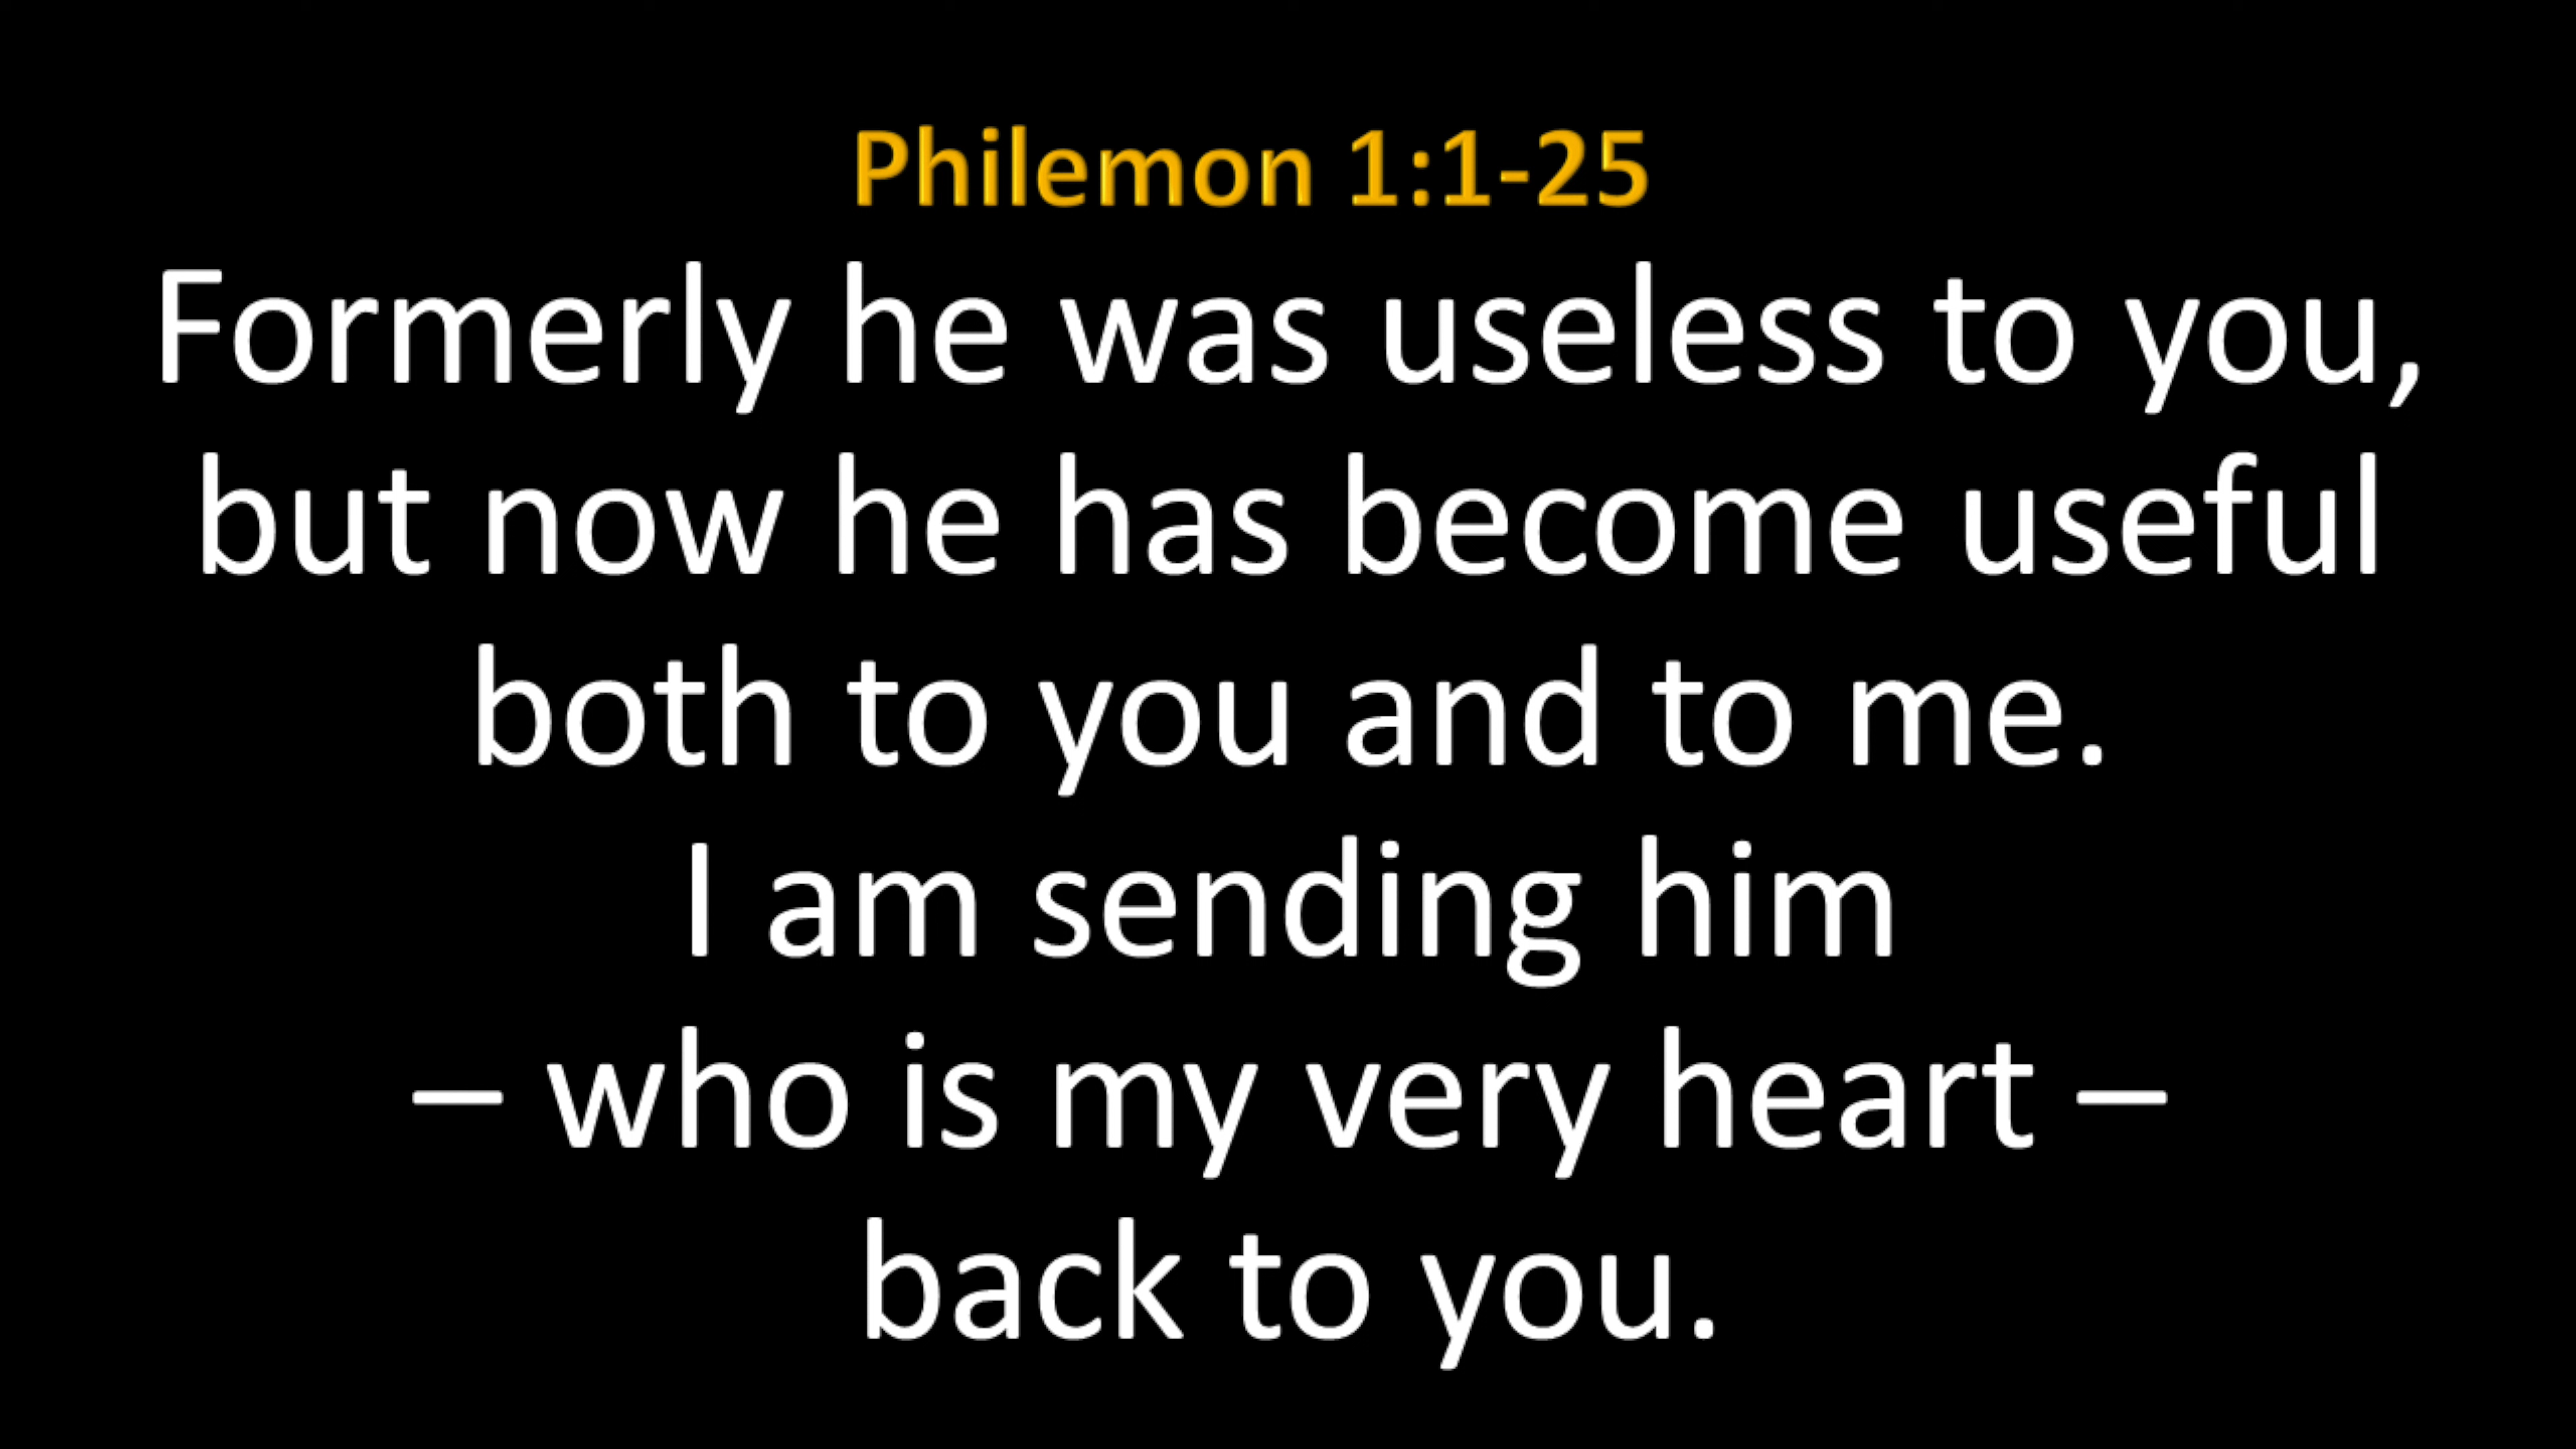 Philemon 1:1-25
Formerly he was useless to you,
but now he has become useful
both to you and to me.
I am sending him
– who is my very heart –
back to you.